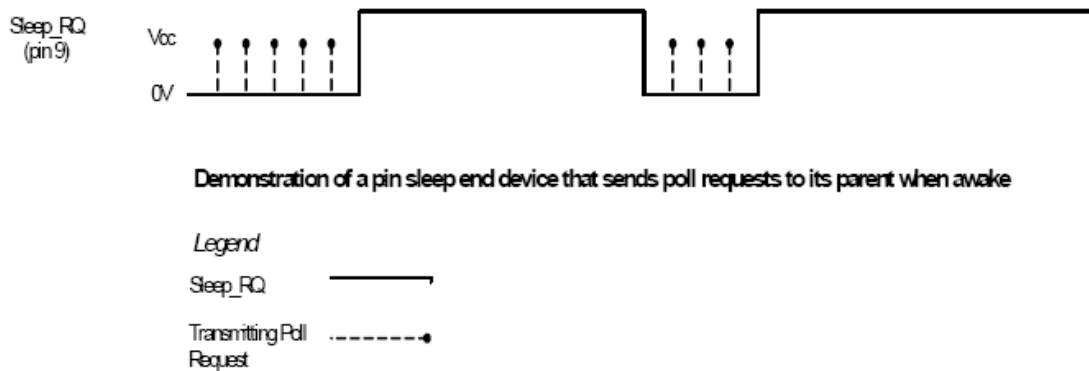 Sleep_RQ
(pin 9)
Vcc
0V
Demonstration of a pin sleep end device that sends poll requests to its parent when awake
Legend
Sleep_RQ
Transmitting Poll
Request